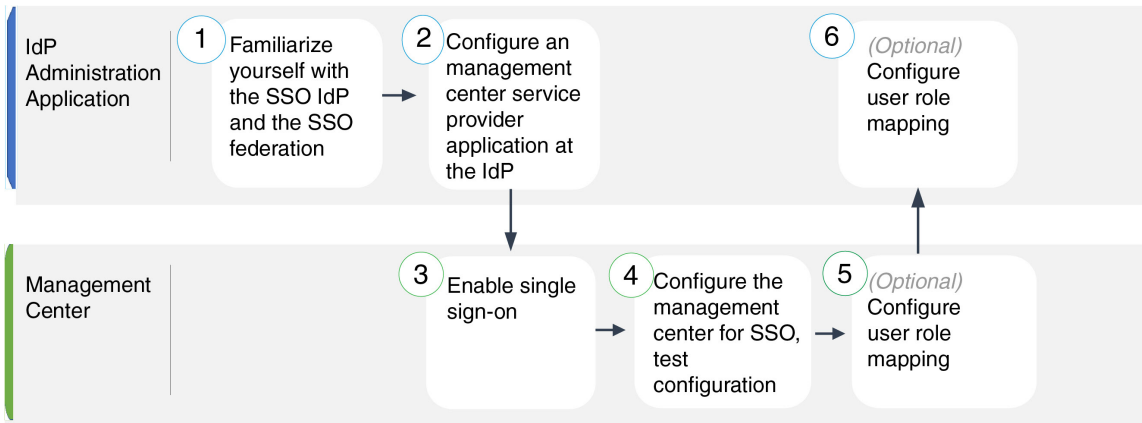 IdP
Administration
Application
1
Familiarize
yourself with
the SSO IdP
and the SSO
federation
2
Configure an
management
center service
provider
application at
the IdP
6
(Optional)
Configure
user role
mapping
Management
Center
3
Enable single
sign-on
4
Configure the
management
center for SSO,
test
configuration
5
(Optional)
Configure
user role
mapping